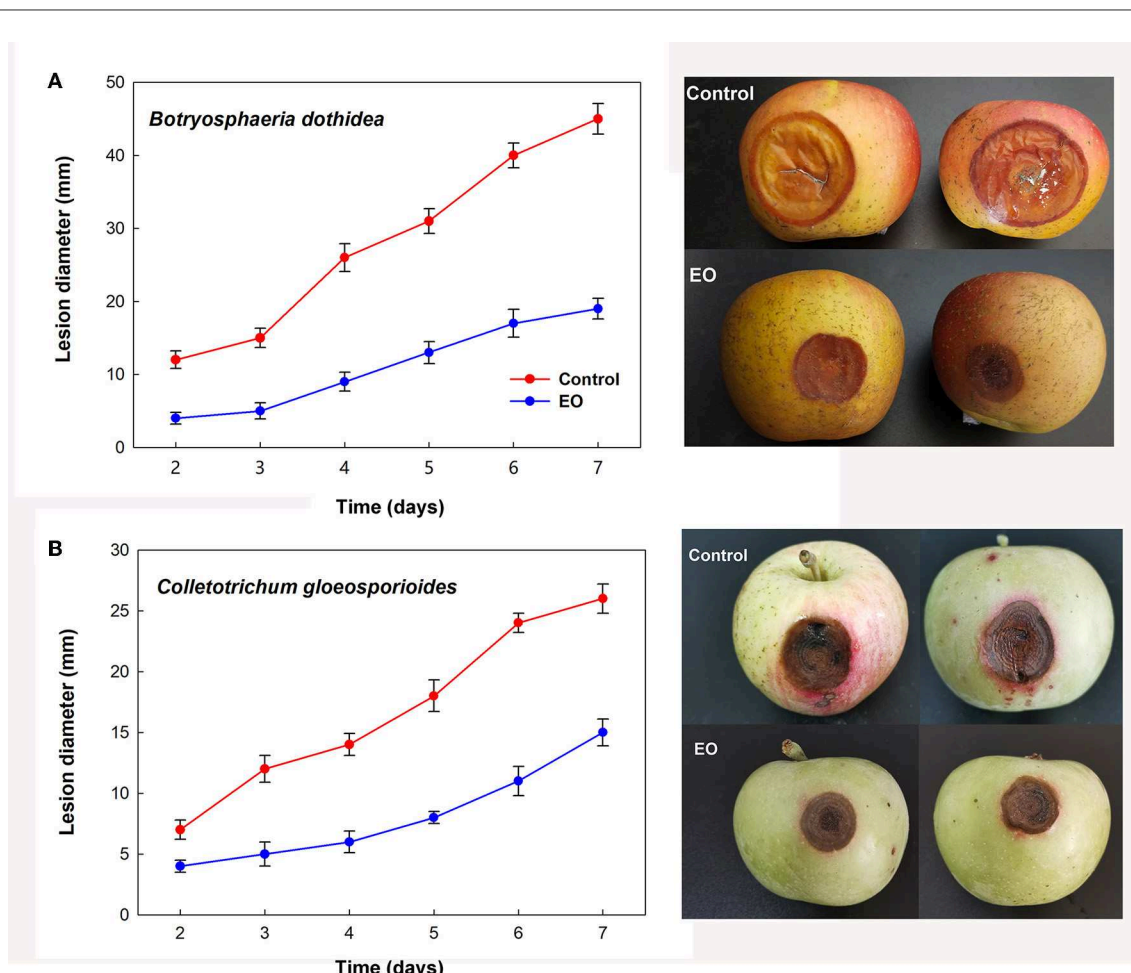 A
50
40
30
20
10
0
Lesion diameter (mm)
Botryosphaeria dothidea
Control
EO
2 3 4 5 6 7
Time (days)
Control
EO
B
30
25
20
15
10
5
0
Lesion diameter (mm)
Colletotrichum gloeosporioides
2 3 4 5 6 7
Time (days)
Control
EO